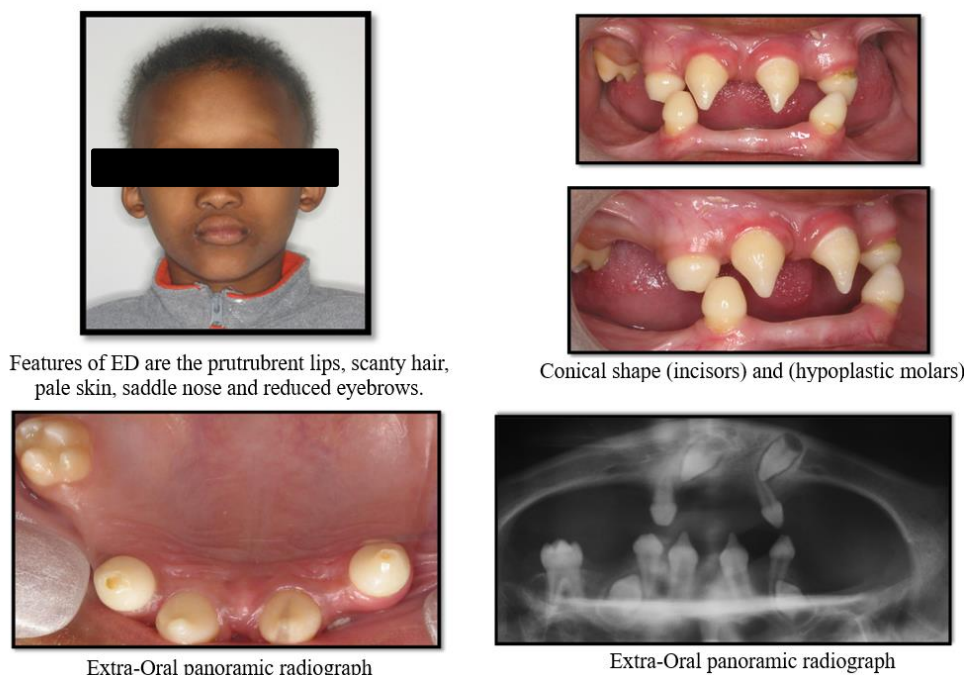 Features of ED are the prutrubrent lips, scanty hair,
pale skin, saddle nose and reduced eyebrows.
Conical shape (incisors) and (hypoplastic molars)
Extra-Oral panoramic radiograph
Extra-Oral panoramic radiograph